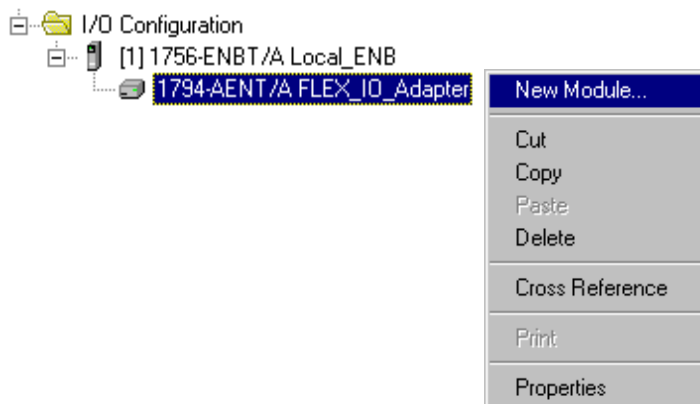 I/O Configuration
[1] 1756-ENBT/A Local_ENB
1794-AENT/A FLEX_IO_Adapter
New Module...
Cut
Copy
Paste
Delete
Cross Reference
Print
Properties